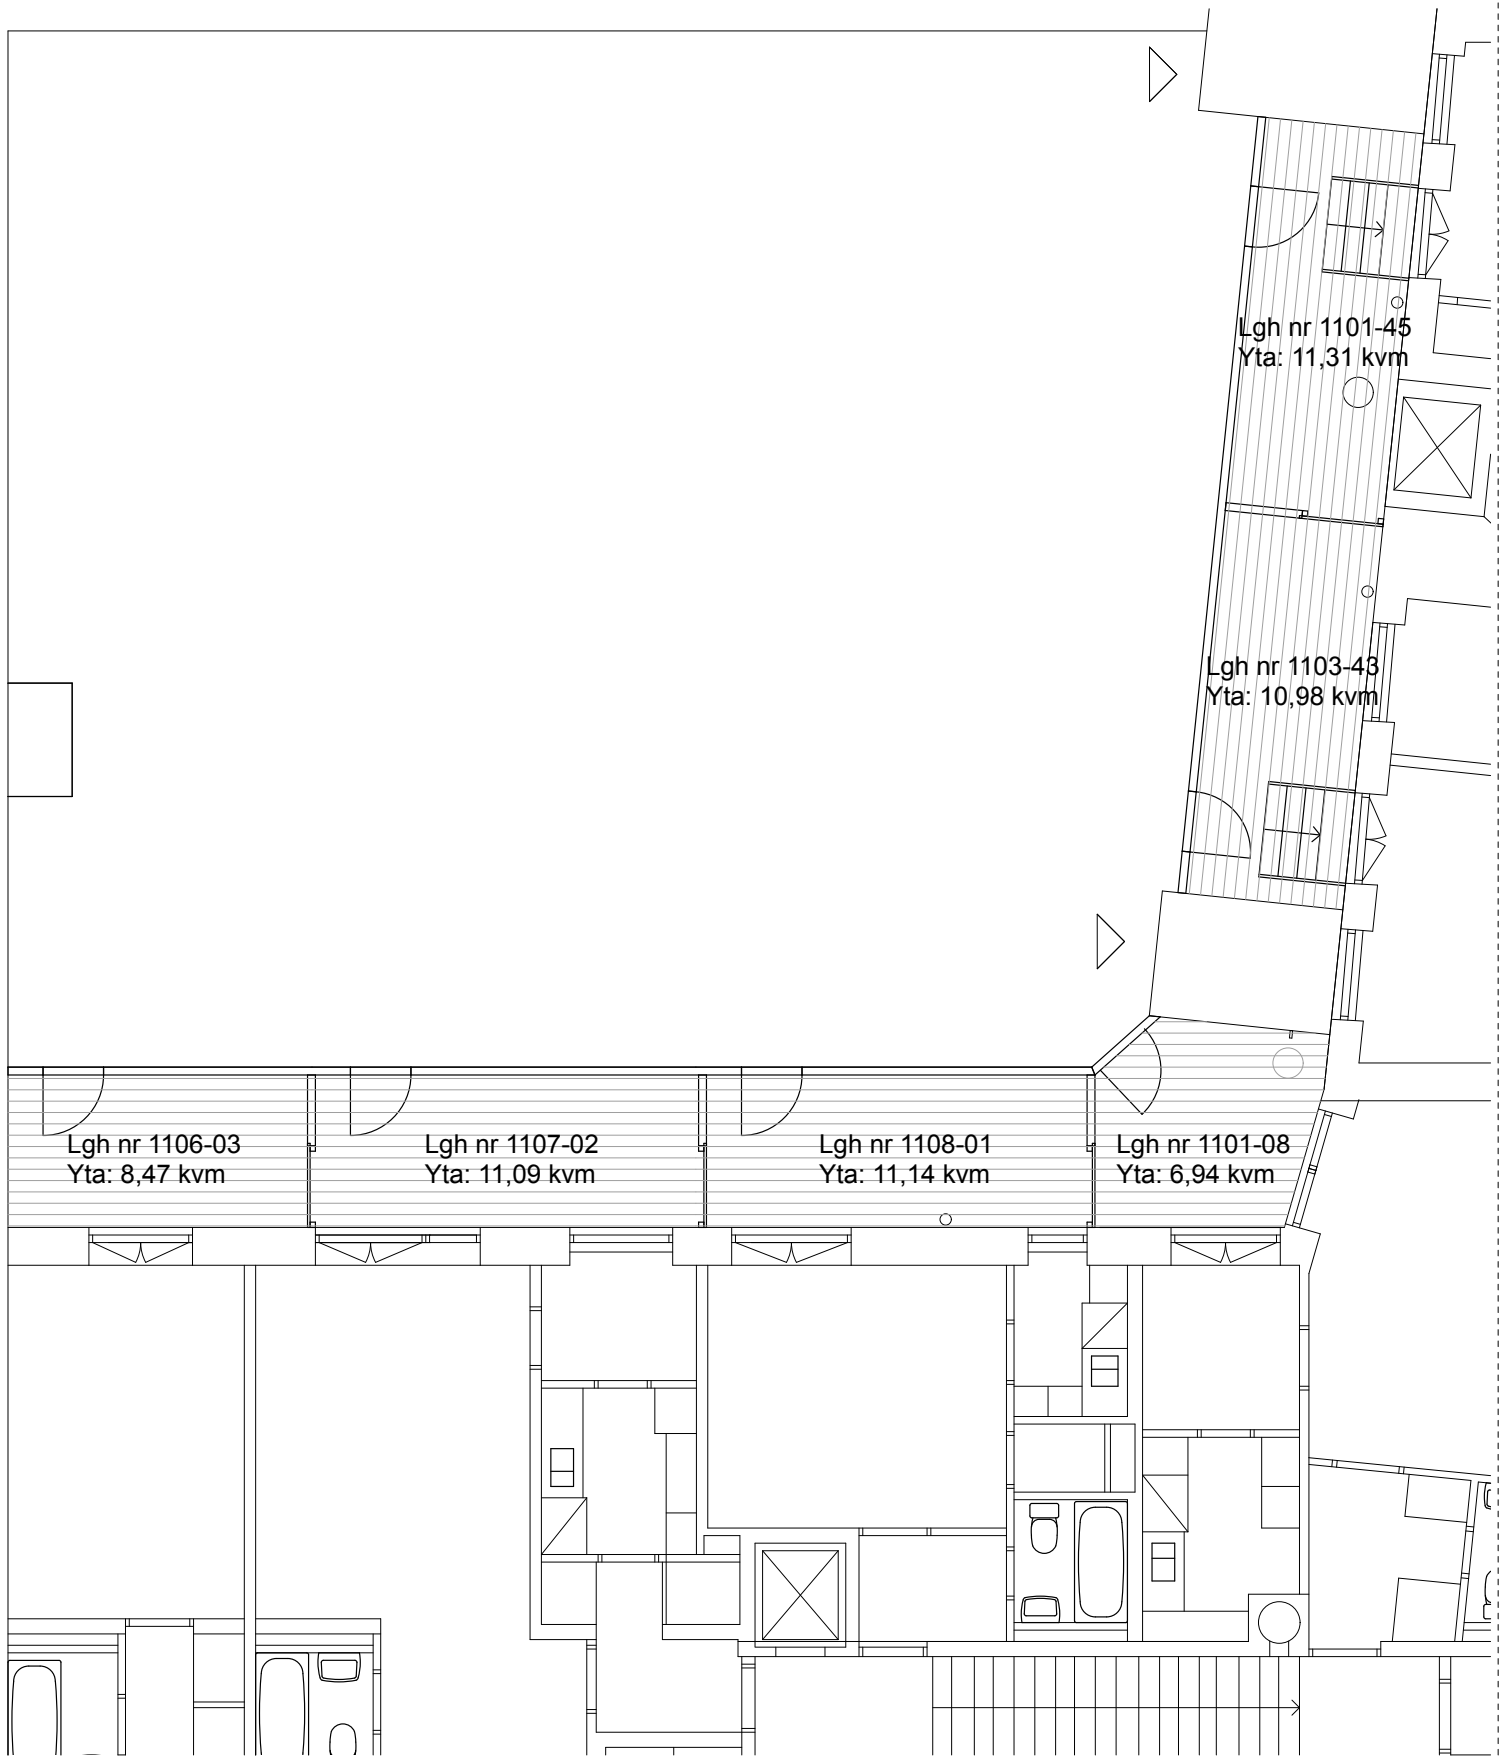 Lgh nr 1101-45
Yta: 11,31 kvm
Lgh nr 1103-43
Yta: 10,98 kvm
Lgh nr 1106-03
Yta: 8,47 kvm
Lgh nr 1107-02
Yta: 11,09 kvm
Lgh nr 1108-01
Yta: 11,14 kvm
Lgh nr 1101-08
Yta: 6,94 kvm